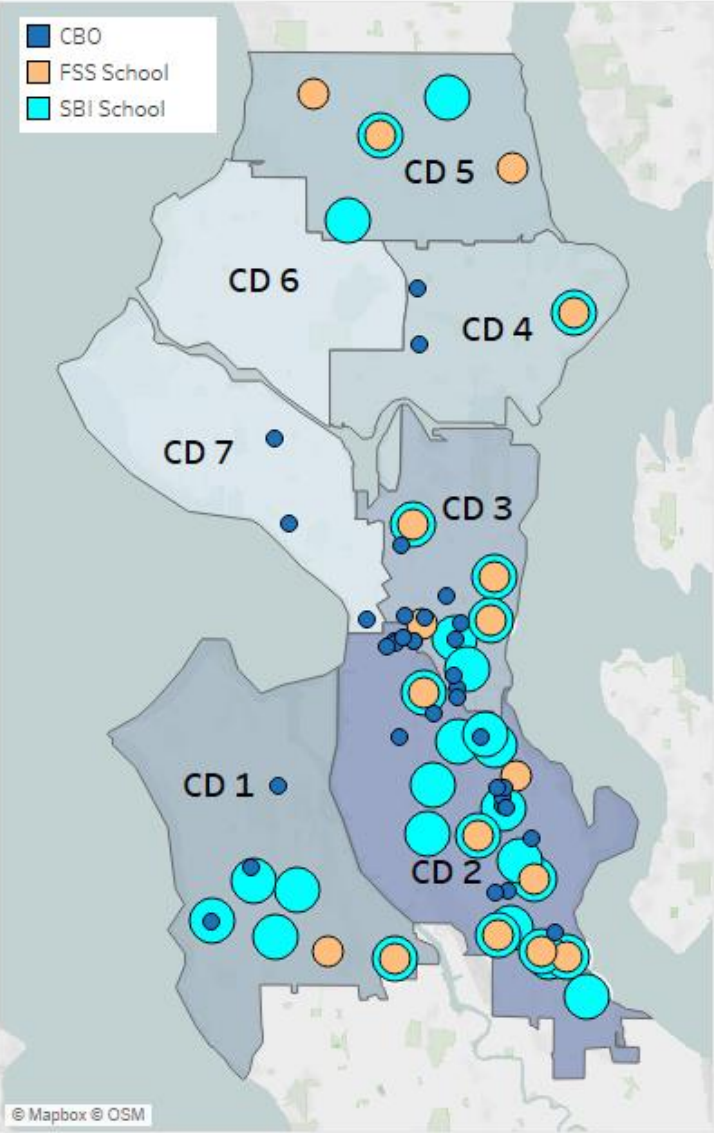 CBO
FSS School
SBI School
CD 5
CD 6
CD 4
CD 7
CD 3
CD 1
CD 2
© Mapbox © OSM